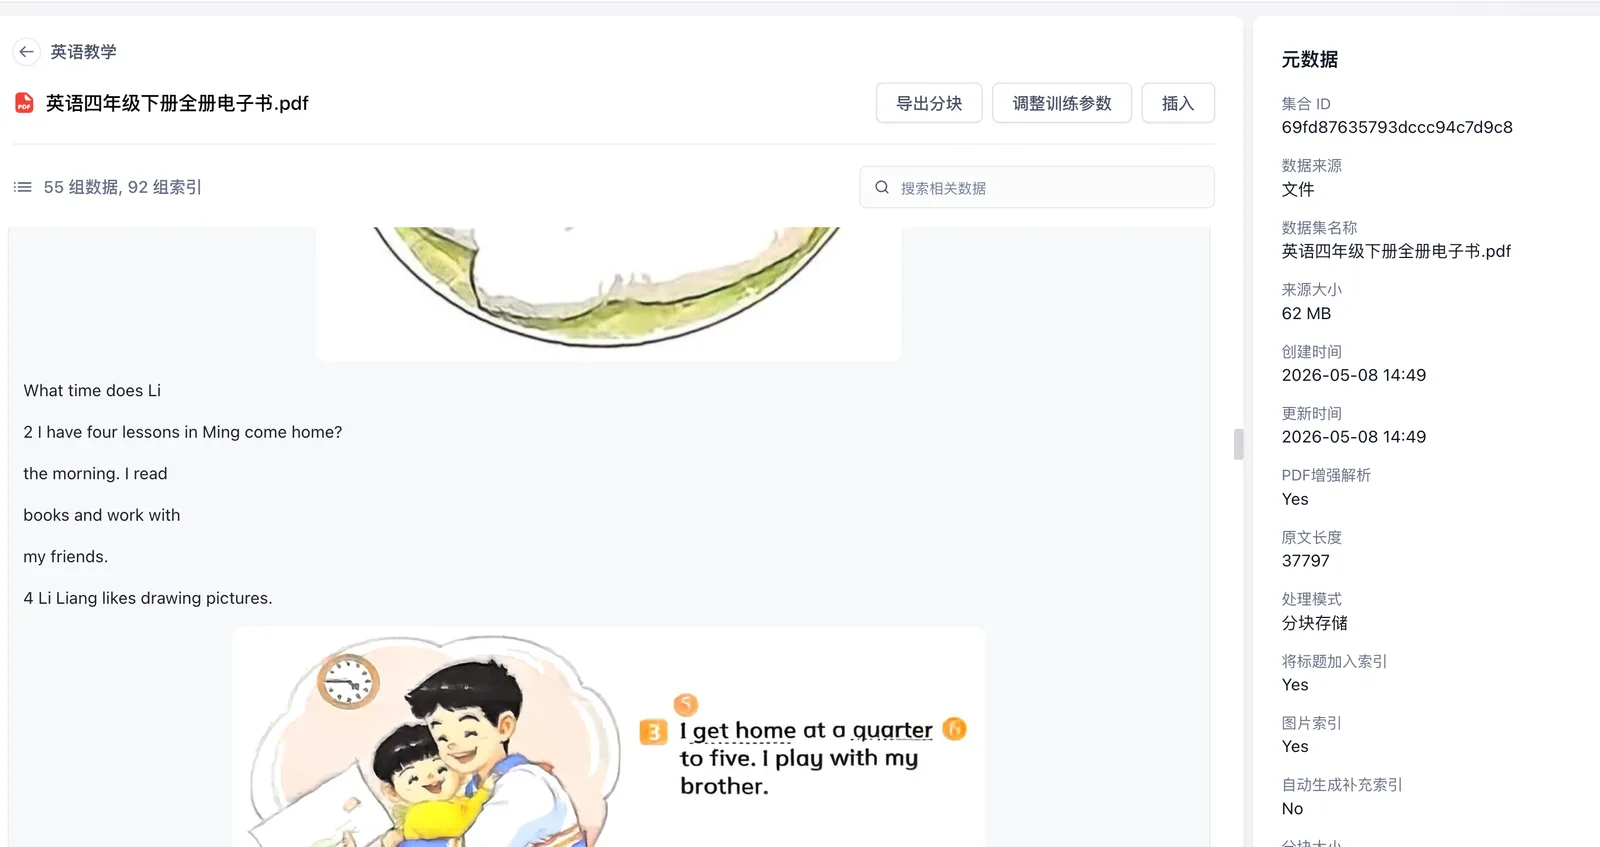 英语教学
PDF
英语四年级下册全册电子书.pdf
导出分块
调整训练参数
插入
55 组数据, 92 组索引
搜索相关数据
What time does Li
2 I have four lessons in Ming come home?
the morning. I read
books and work with
my friends.
4 Li Liang likes drawing pictures.
5
3 I get home at a quarter 6
to five. I play with my
brother.
元数据
集合 ID
69fd87635793dccc94c7d9c8
数据来源
文件
数据集名称
英语四年级下册全册电子书.pdf
来源大小
62 MB
创建时间
2026-05-08 14:49
更新时间
2026-05-08 14:49
PDF增强解析
Yes
原文长度
37797
处理模式
分块存储
将标题加入索引
Yes
图片索引
Yes
自动生成补充索引
No
分块大小